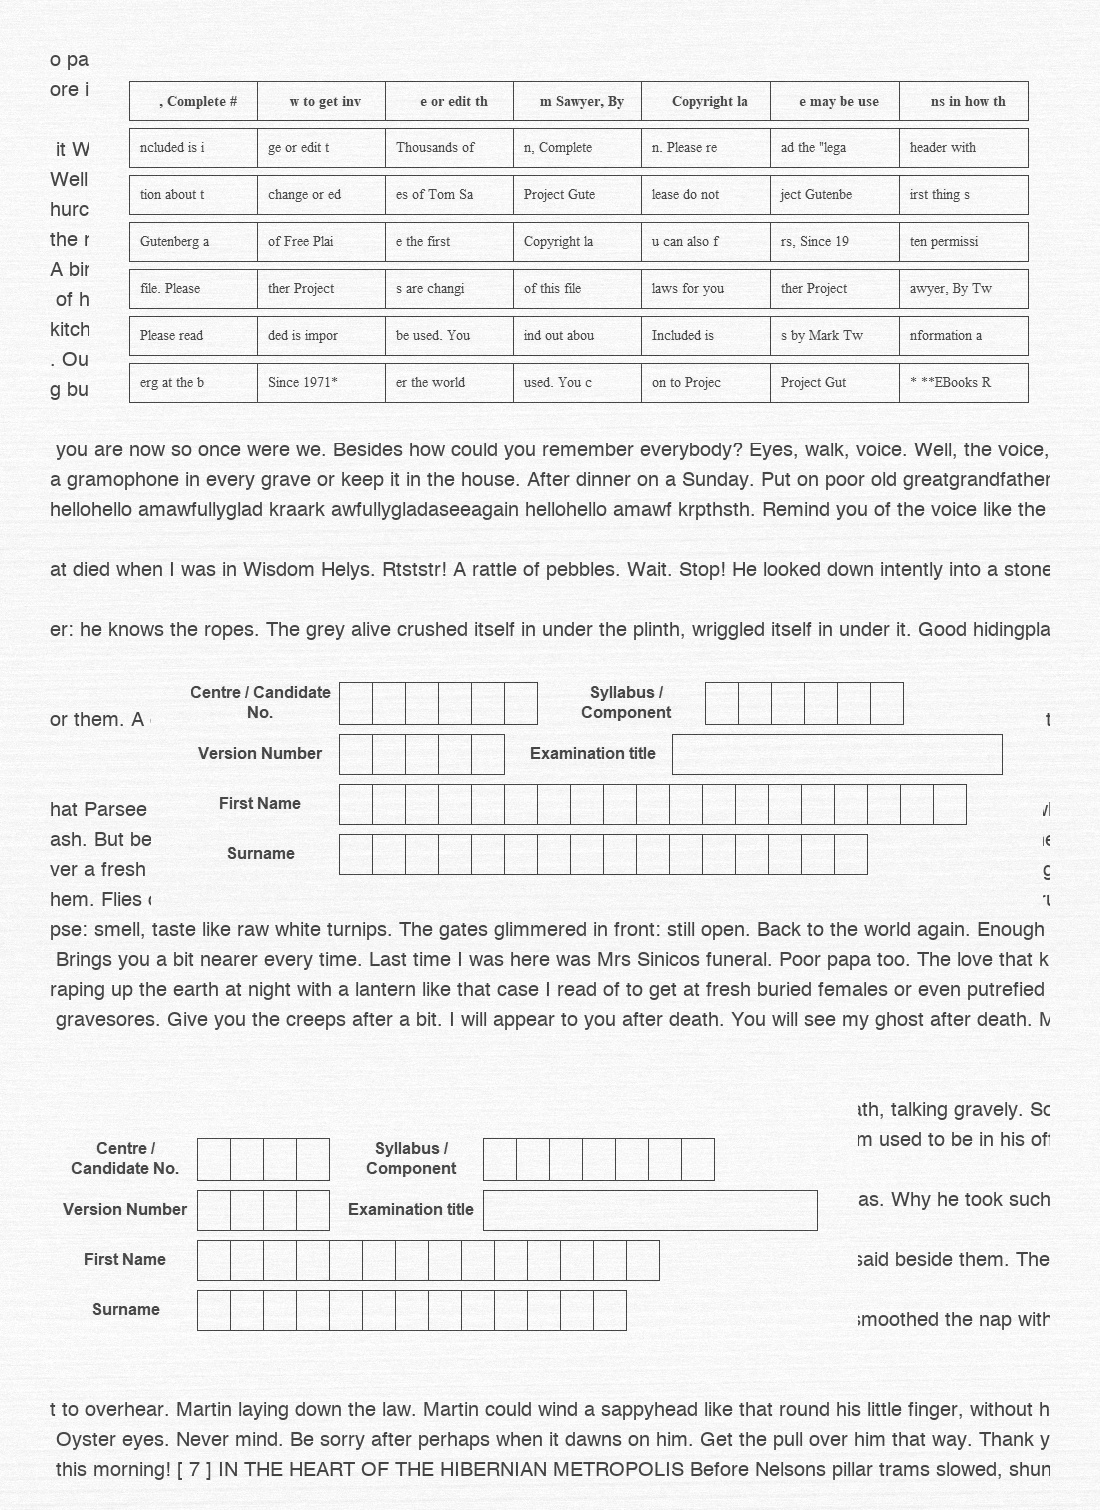 o pa
ore i
, Complete # w to get inv e or edit th m Sawyer, By Copyright la e may be use ns in how th
it W
ncluded is i ge or edit t Thousands of n, Complete n. Please re ad the "lega header with
Well
tion about t change or ed es of Tom Sa Project Gute lease do not ject Gutenbe irst thing s
hurc
the
Gutenberg a of Free Plai e the first Copyright la u can also f rs, Since 19 ten permissi
A bir
file. Please ther Project s are changi of this file laws for you ther Project awyer, By Tw
of h
kitch
Please read ded is impor be used. You ind out abou Included is s by Mark Tw nformation a
. Ou
erg at the b Since 1971* er the world used. You c on to Projec Project Gut * **EBooks R
g bu
you are now so once were we. Besides how could you remember everybody? Eyes, walk, voice. Well, the voice,
a gramophone in every grave or keep it in the house. After dinner on a Sunday. Put on poor old greatgrandfather
hellohello amawfullyglad kraark awfullygladaseeagain hellohello amawf krpthsth. Remind you of the voice like the
at died when I was in Wisdom Helys. Rtststr! A rattle of pebbles. Wait. Stop! He looked down intently into a stone
er: he knows the ropes. The grey alive crushed itself in under the plinth, wriggled itself in under it. Good hidingpla
Centre / Candidate No. Syllabus / Component
or them. A
Version Number Examination title
First Name
hat Parsee
ash. But be
Surname
ver a fresh
hem. Flies
pse: smell, taste like raw white turnips. The gates glimmered in front: still open. Back to the world again. Enough
Brings you a bit nearer every time. Last time I was here was Mrs Sinicos funeral. Poor papa too. The love that k
raping up the earth at night with a lantern like that case I read of to get at fresh buried females or even putrefied
gravesores. Give you the creeps after a bit. I will appear to you after death. You will see my ghost after death. M
ath, talking gravely. Sc
m used to be in his off
Centre / Candidate No. Syllabus / Component
as. Why he took such
Version Number Examination title
First Name said beside them. The
Surname
smoothed the nap with
t to overhear. Martin laying down the law. Martin could wind a sappyhead like that round his little finger, without h
Oyster eyes. Never mind. Be sorry after perhaps when it dawns on him. Get the pull over him that way. Thank y
this morning! [ 7 ] IN THE HEART OF THE HIBERNIAN METROPOLIS Before Nelsons pillar trams slowed, shun